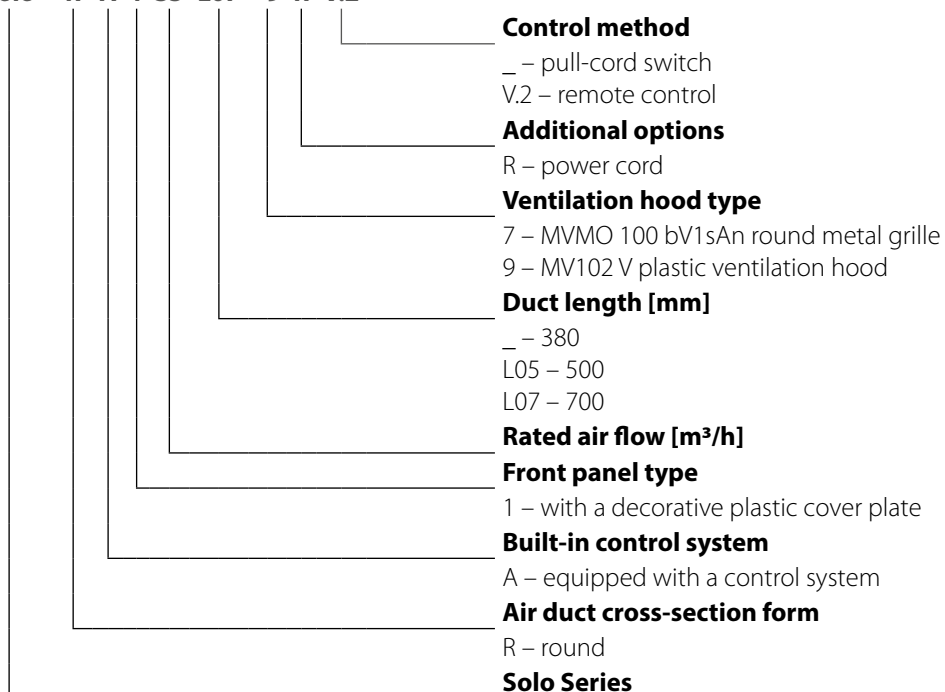 Control method
_ – pull-cord switch
V.2 – remote control
Additional options
R – power cord
Ventilation hood type
7 – MVMO 100 bV1sAn round metal grille
9 – MV102 V plastic ventilation hood
Duct length [mm]
_ – 380
L05 – 500
L07 – 700
Rated air flow [m³/h]
Front panel type
1 – with a decorative plastic cover plate
Built-in control system
A – equipped with a control system
Air duct cross-section form
R – round
Solo Series